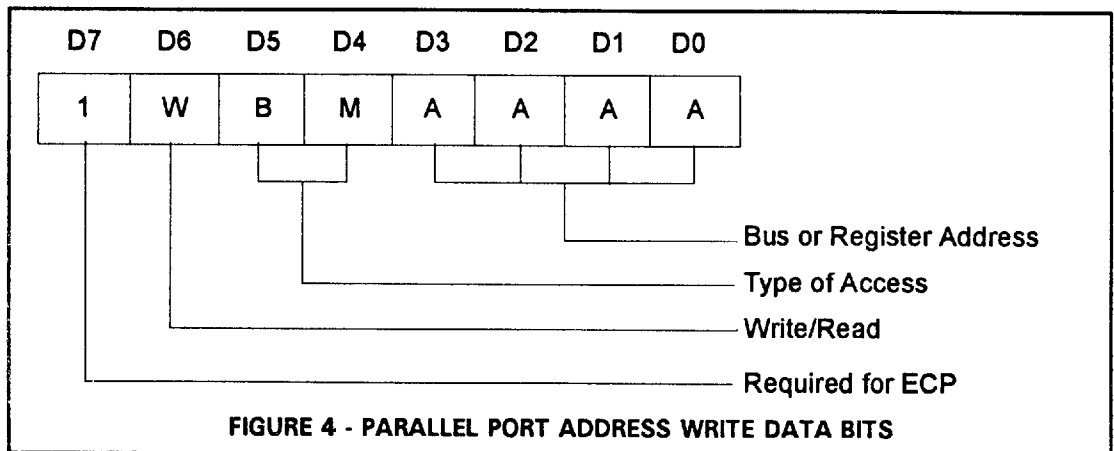 D7 D6 D5 D4 D3 D2 D1 D0
1 W B M A A A A
Bus or Register Address
Type of Access
Write/Read
Required for ECP
FIGURE 4 - PARALLEL PORT ADDRESS WRITE DATA BITS